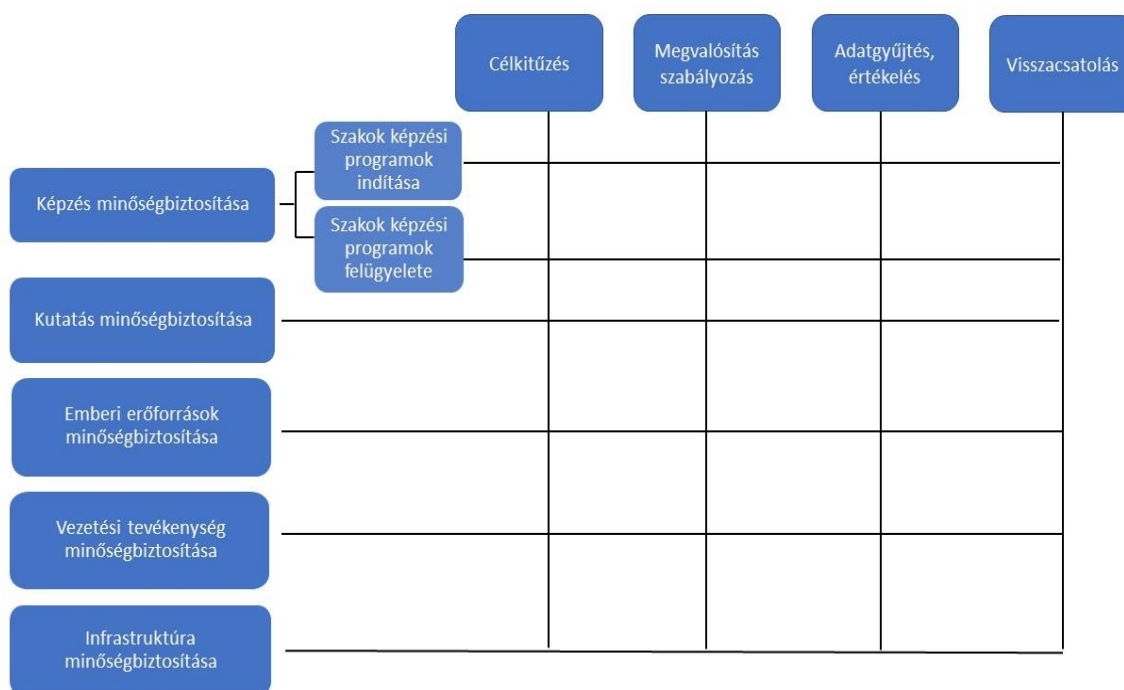 Célkitűzés
Megvalósítás
szabályozás
Adatgyűjtés,
értékelés
Visszacsatolás
Képzés minőségbiztosítása
Szakok képzési
programok
indítása
Szakok képzési
programok
felügyelete
Kutatás minőségbiztosítása
Emberi erőforrások
minőségbiztosítása
Vezetési tevékenység
minőségbiztosítása
Infrastruktúra
minőségbiztosítása